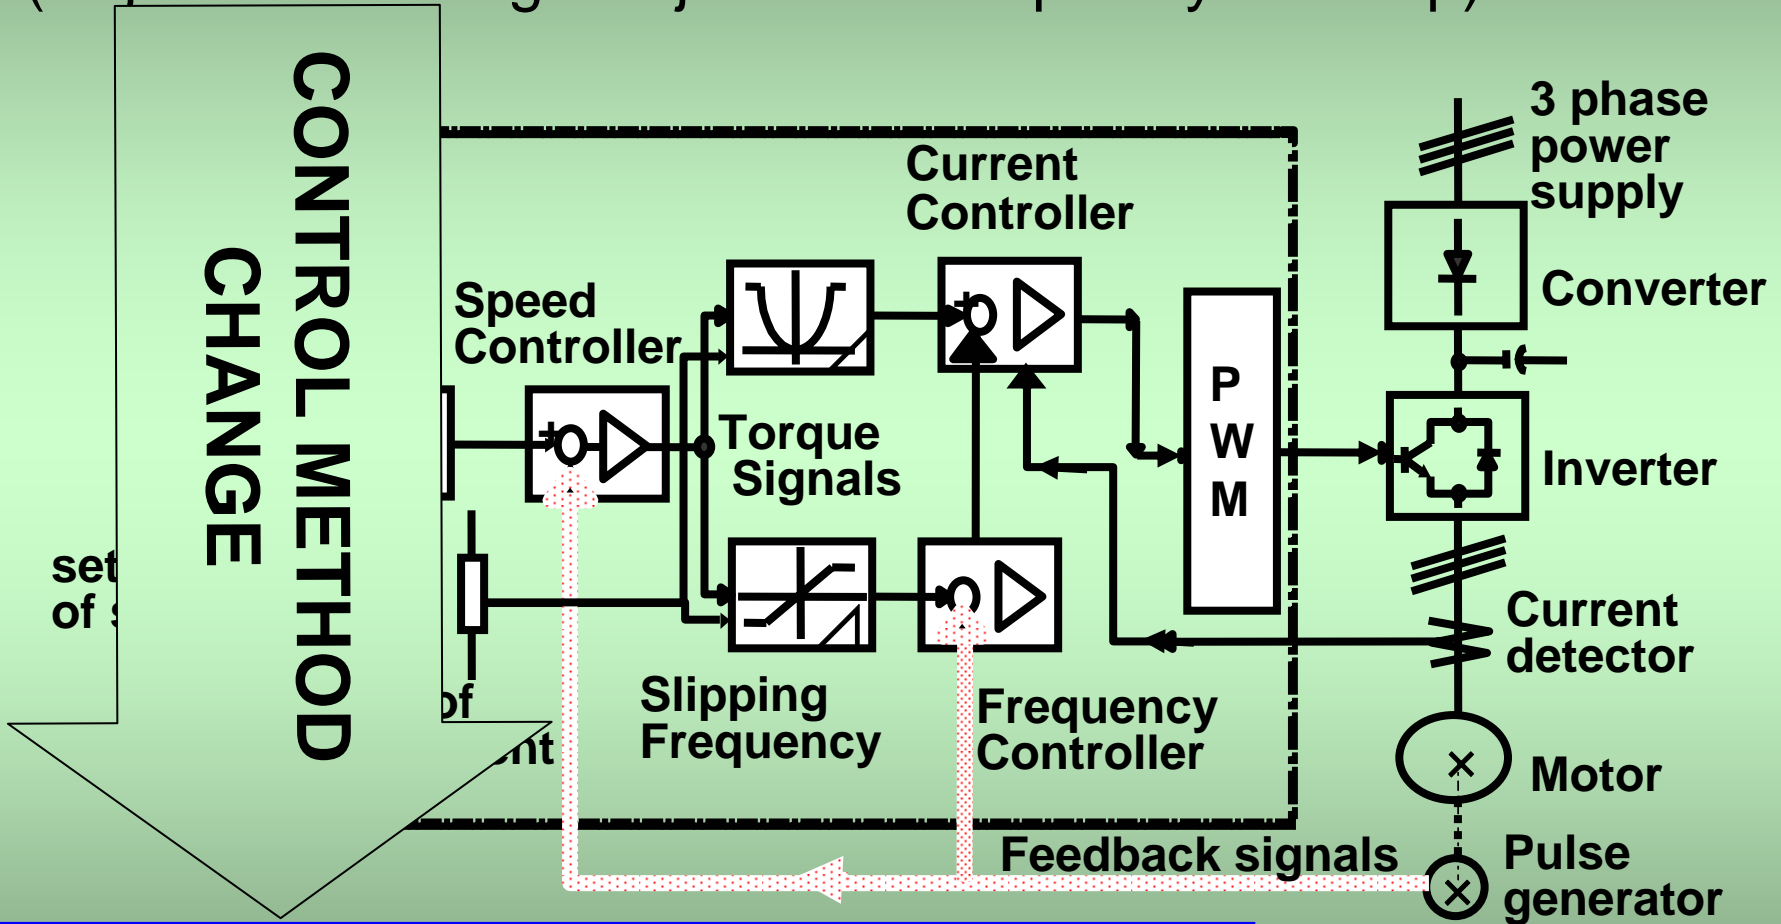 CONTROL METHOD
CHANGE
3 phase
power
supply
Current
Controller
Converter
Speed
Controller
P
W
M
Torque
Signals
Inverter
set
of
Current
detector
of
Slipping
Frequency
Frequency
Controller
Motor
Feedback signals
Pulse
generator